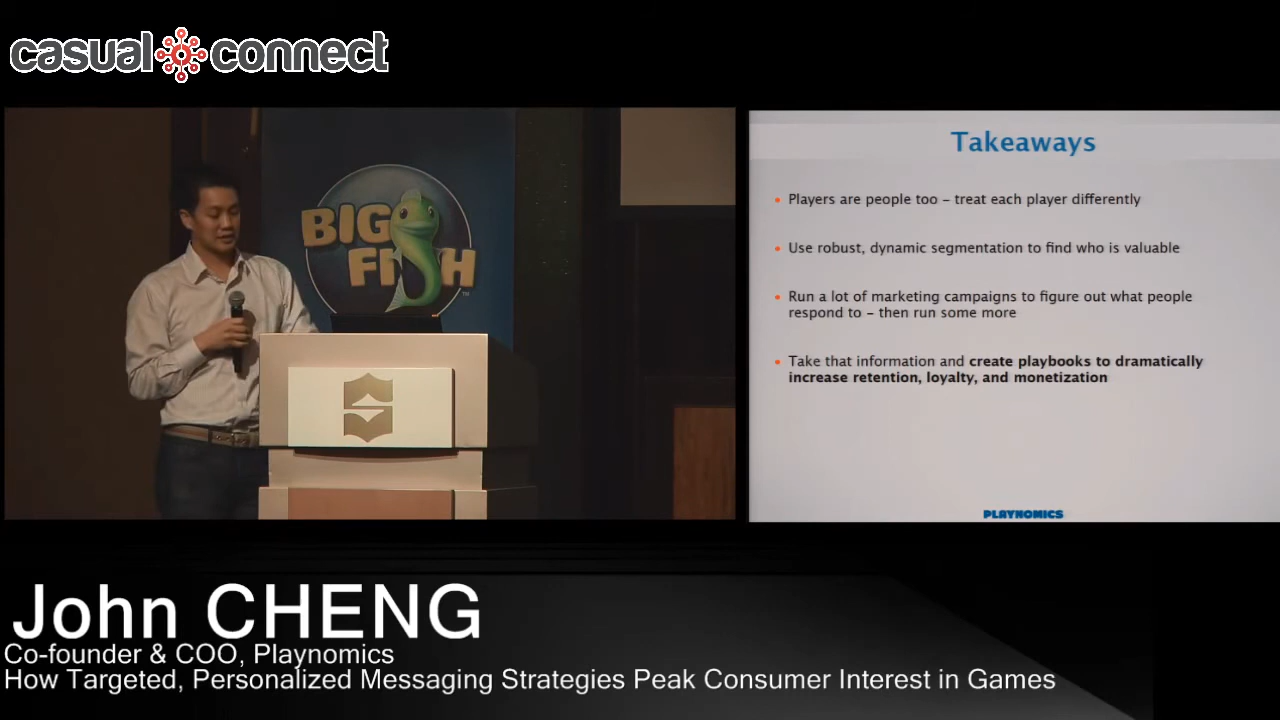 casual connect
BIG
FISH
TM
Takeaways
• Players are people too – treat each player differently
• Use robust, dynamic segmentation to find who is valuable
• Run a lot of marketing campaigns to figure out what people
respond to – then run some more
• Take that information and create playbooks to dramatically
increase retention, loyalty, and monetization
PLAYNOMICS
John CHENG
Co-founder & COO, Playnomics
How Targeted, Personalized Messaging Strategies Peak Consumer Interest in Games